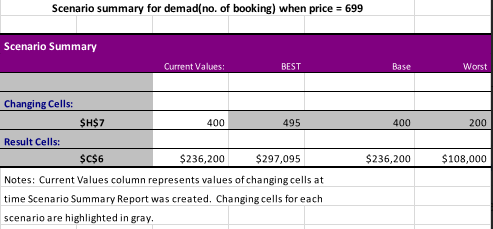 Scenario summary for demad(no. of booking) when price = 699
Scenario Summary
Current Values: BEST Base Worst
Changing Cells:
$H$7 400 495 400 200
Result Cells:
$C$6 $236,200 $297,095 $236,200 $108,000
Notes: Current Values column represents values of changing cells at
time Scenario Summary Report was created. Changing cells for each
scenario are highlighted in gray.